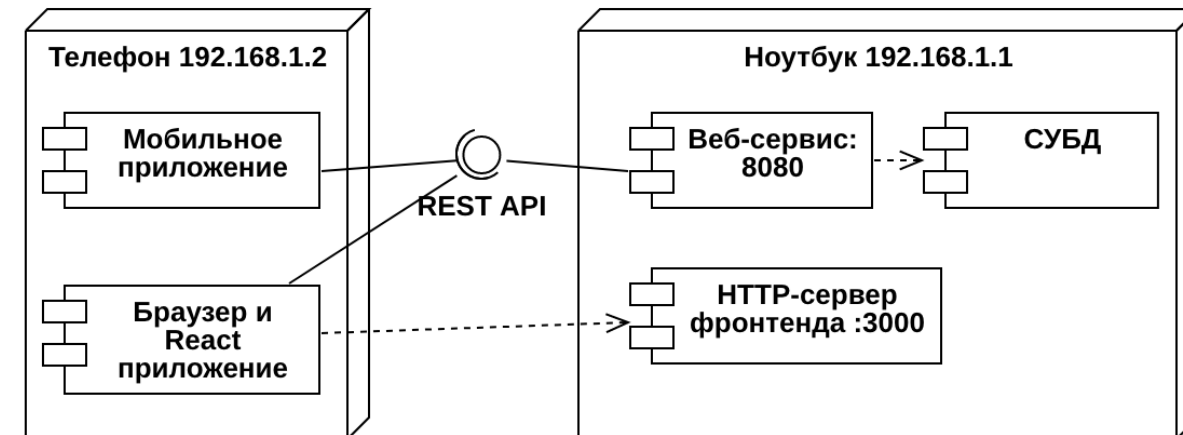 Телефон 192.168.1.2
Ноутбук 192.168.1.1
Мобильное
приложение
REST API
Веб-сервис:
8080
СУБД
Браузер и
React
приложение
HTTP-сервер
фронтенда :3000